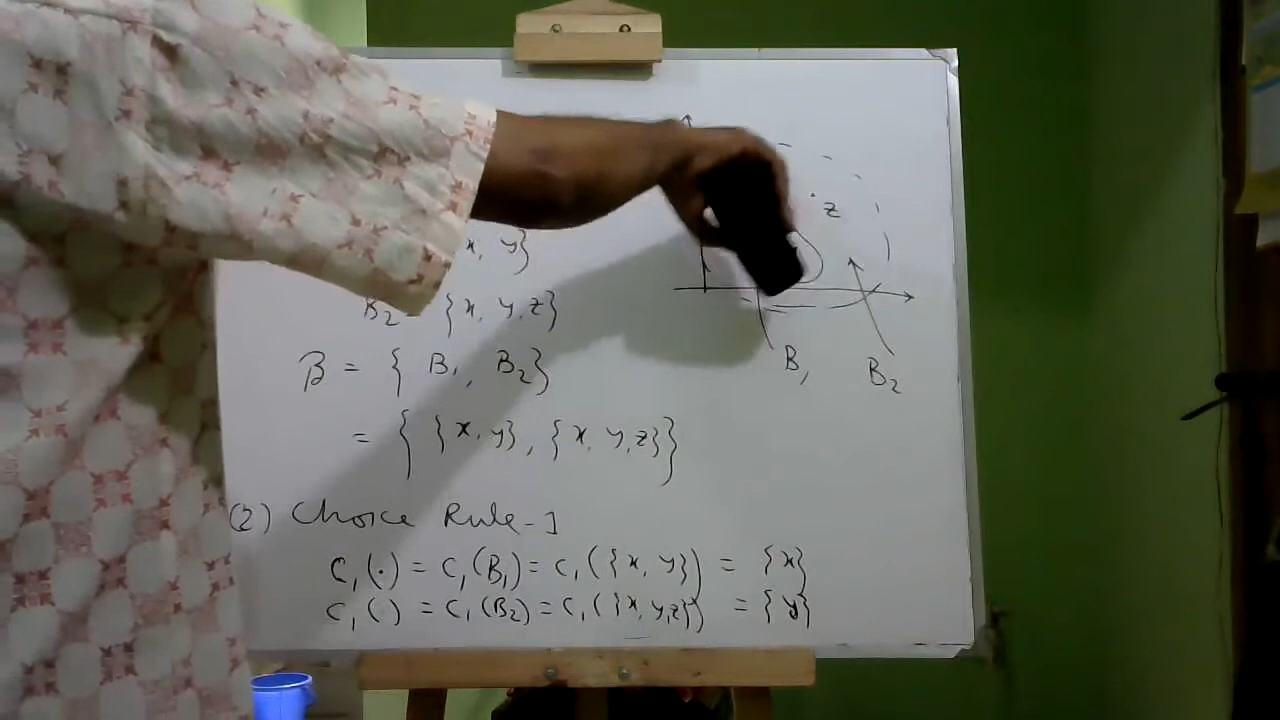 z
x, y}
B₂ = {x, y, z}
B₁
B₂
β = { B₁, B₂}
= { {x, y}, {x, y, z}}
(2) Choice Rule - 1
C₁(·) = C₁(B₁) = C₁({x, y}) = {x}
C₁( ) = C₁(B₂) = C₁({x, y, z}) = {y}